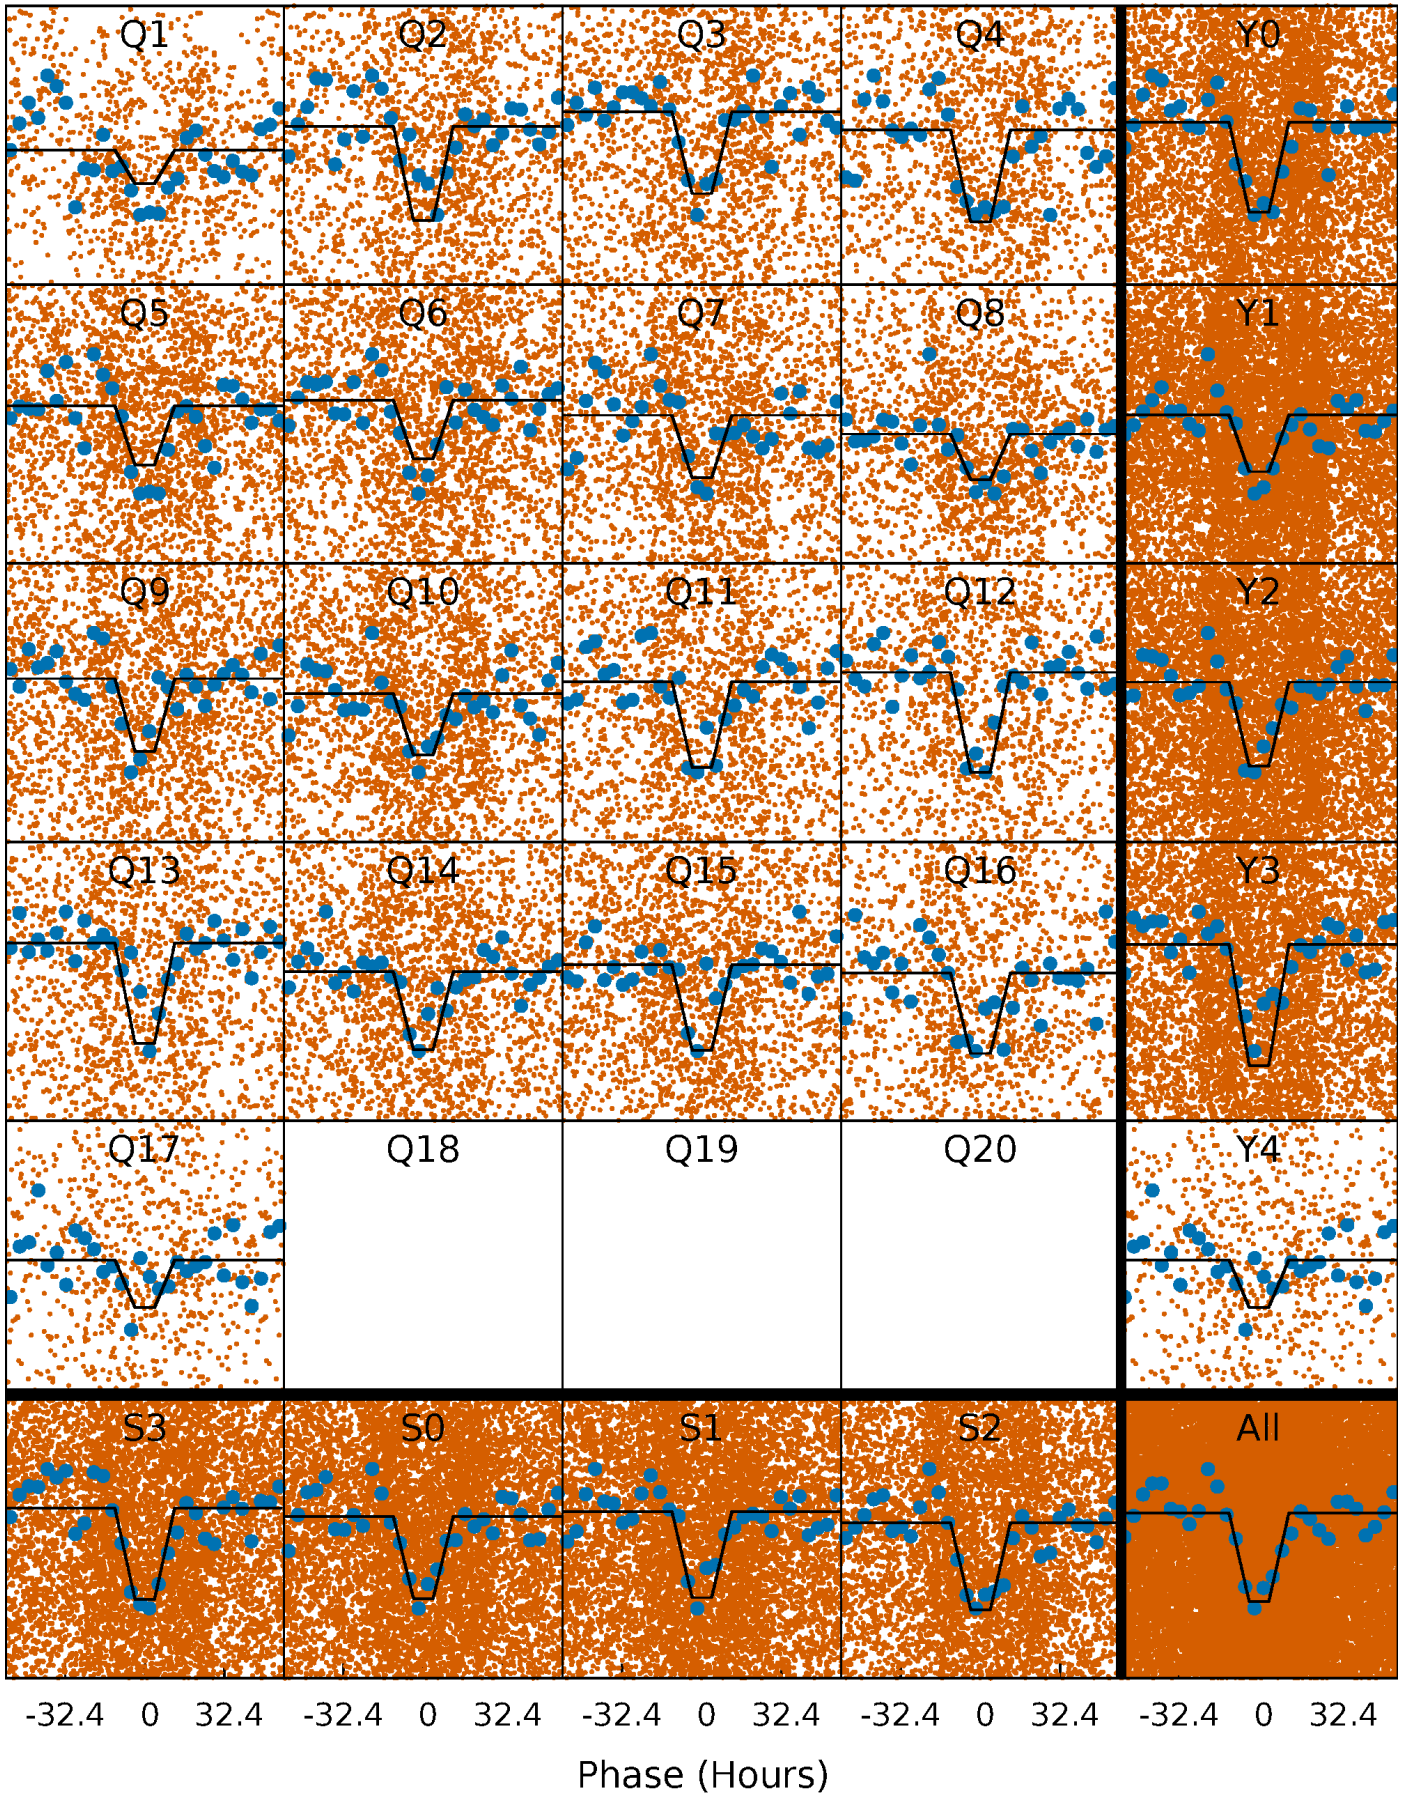 Q1 Q2 Q3 Q4 Y0
Q5 Q6 Q7 Q8 Y1
Q9 Q10 Q11 Q12 Y2
Q13 Q14 Q15 Q16 Y3
Q17 Q18 Q19 Q20 Y4
S3 S0 S1 S2 All
-32.4 0 32.4 -32.4 0 32.4 -32.4 0 32.4 -32.4 0 32.4 -32.4 0 32.4
Phase (Hours)